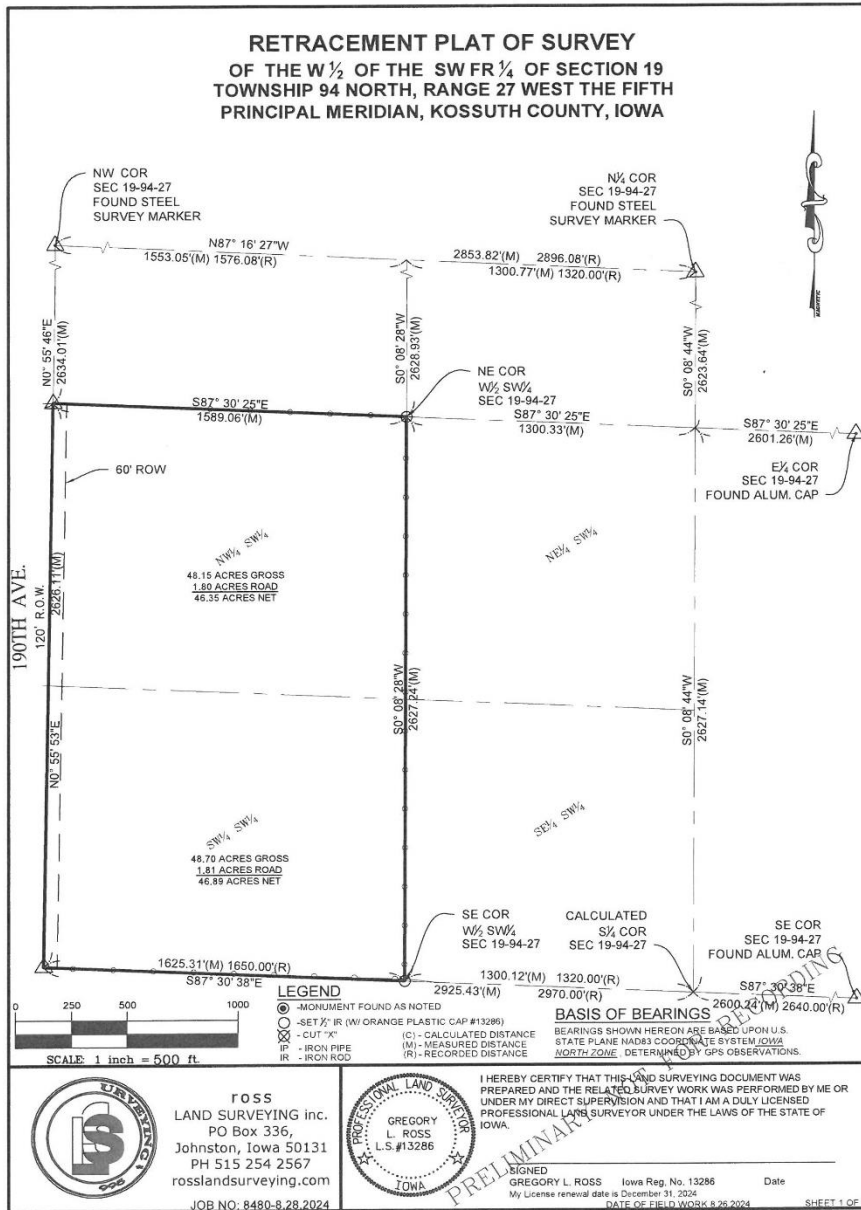 RETRACEMENT PLAT OF SURVEY
OF THE W ½ OF THE SW FR ¼ OF SECTION 19
TOWNSHIP 94 NORTH, RANGE 27 WEST THE FIFTH
PRINCIPAL MERIDIAN, KOSSUTH COUNTY, IOWA
NW COR
SEC 19-94-27
FOUND STEEL
SURVEY MARKER
N¼ COR
SEC 19-94-27
FOUND STEEL
SURVEY MARKER
MAGNETIC
N87° 16' 27"W
1553.05'(M) 1576.08'(R)
2853.82'(M) 2896.08'(R)
1300.77'(M) 1320.00'(R)
N0° 55' 46"E
2634.01'(M)
S0° 08' 28"W
2628.93'(M)
S0° 08' 44"W
2623.64'(M)
NE COR
W½ SW¼
SEC 19-94-27
S87° 30' 25"E
1589.06'(M)
S87° 30' 25"E
1300.33'(M)
S87° 30' 25"E
2601.26'(M)
E¼ COR
SEC 19-94-27
FOUND ALUM. CAP
60' ROW
190TH AVE.
120' R.O.W.
2626.11'(M)
N0° 55' 53"E
NW¼ SW¼
48.15 ACRES GROSS
1.80 ACRES ROAD
46.35 ACRES NET
NE¼ SW¼
S0° 08' 28"W
2627.24'(M)
S0° 08' 44"W
2627.14'(M)
SW¼ SW¼
48.70 ACRES GROSS
1.81 ACRES ROAD
46.89 ACRES NET
SE¼ SW¼
SE COR
W½ SW¼
SEC 19-94-27
CALCULATED
S¼ COR
SEC 19-94-27
SE COR
SEC 19-94-27
FOUND ALUM. CAP
1625.31'(M) 1650.00'(R)
S87° 30' 38"E
1300.12'(M) 1320.00'(R)
2925.43'(M) 2970.00'(R)
S87° 30' 38"E
2600.24'(M) 2640.00'(R)
0 250 500 1000
SCALE: 1 inch = 500 ft.
LEGEND
-MONUMENT FOUND AS NOTED
-SET ½" IR (W/ ORANGE PLASTIC CAP #13286)
- CUT "X"
IP - IRON PIPE
IR - IRON ROD
(C) - CALCULATED DISTANCE
(M) - MEASURED DISTANCE
(R) - RECORDED DISTANCE
BASIS OF BEARINGS
BEARINGS SHOWN HEREON ARE BASED UPON U.S.
STATE PLANE NAD83 COORDINATE SYSTEM IOWA
NORTH ZONE , DETERMINED BY GPS OBSERVATIONS.
PRELIMINARY NOT FOR RECORDING
ross
LAND SURVEYING inc.
PO Box 336,
Johnston, Iowa 50131
PH 515 254 2567
rosslandsurveying.com
JOB NO: 8480-8.28.2024
PROFESSIONAL LAND SURVEYOR
GREGORY
L. ROSS
L.S.#13286
IOWA
I HEREBY CERTIFY THAT THIS LAND SURVEYING DOCUMENT WAS
PREPARED AND THE RELATED SURVEY WORK WAS PERFORMED BY ME OR
UNDER MY DIRECT SUPERVISION AND THAT I AM A DULY LICENSED
PROFESSIONAL LAND SURVEYOR UNDER THE LAWS OF THE STATE OF
IOWA.
SIGNED
GREGORY L. ROSS Iowa Reg. No. 13286 Date
My License renewal date is December 31, 2024
DATE OF FIELD WORK 8.26.2024
SHEET 1 OF